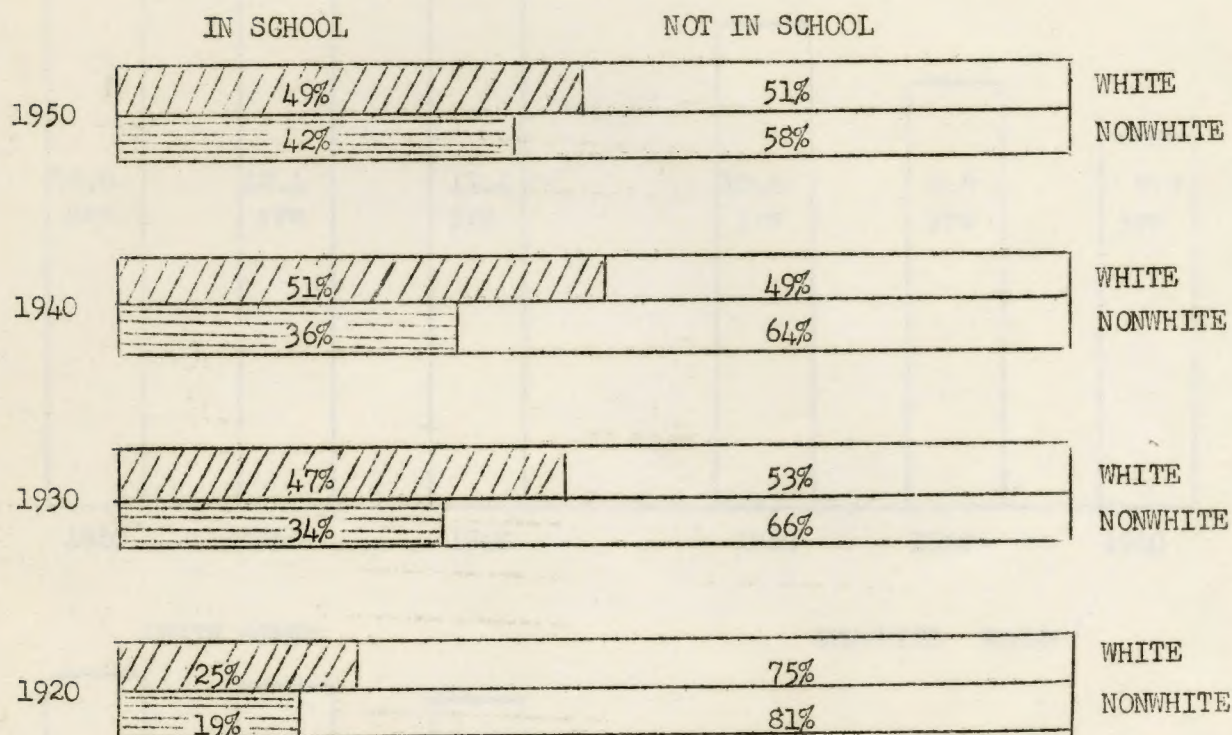 IN SCHOOL NOT IN SCHOOL
49% 51% WHITE
1950
42% 58% NONWHITE
51% 49% WHITE
1940
36% 64% NONWHITE
47% 53% WHITE
1930
34% 66% NONWHITE
25% 75% WHITE
1920
19% 81% NONWHITE